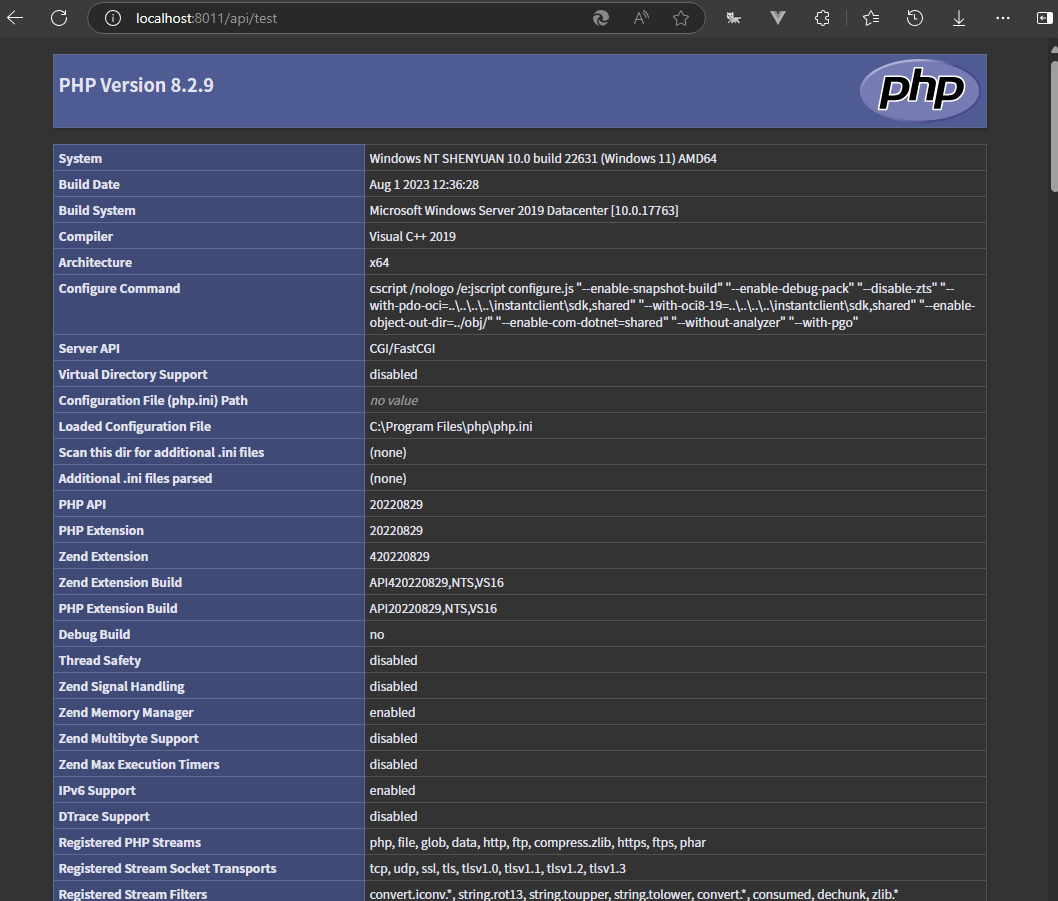 localhost:8011/api/test
PHP Version 8.2.9
php
System Windows NT SHENYUAN 10.0 build 22631 (Windows 11) AMD64
Build Date Aug 1 2023 12:36:28
Build System Microsoft Windows Server 2019 Datacenter [10.0.17763]
Compiler Visual C++ 2019
Architecture x64
Configure Command cscript /nologo /e:jscript configure.js "--enable-snapshot-build" "--enable-debug-pack" "--disable-zts" "--
with-pdo-oci=..\..\..\..\instantclient\sdk,shared" "--with-oci8-19=..\..\..\..\instantclient\sdk,shared" "--enable-
object-out-dir=../obj/" "--enable-com-dotnet=shared" "--without-analyzer" "--with-pgo"
Server API CGI/FastCGI
Virtual Directory Support disabled
Configuration File (php.ini) Path no value
Loaded Configuration File C:\Program Files\php\php.ini
Scan this dir for additional .ini files (none)
Additional .ini files parsed (none)
PHP API 20220829
PHP Extension 20220829
Zend Extension 420220829
Zend Extension Build API420220829,NTS,VS16
PHP Extension Build API20220829,NTS,VS16
Debug Build no
Thread Safety disabled
Zend Signal Handling disabled
Zend Memory Manager enabled
Zend Multibyte Support disabled
Zend Max Execution Timers disabled
IPv6 Support enabled
DTrace Support disabled
Registered PHP Streams php, file, glob, data, http, ftp, compress.zlib, https, ftps, phar
Registered Stream Socket Transports tcp, udp, ssl, tls, tlsv1.0, tlsv1.1, tlsv1.2, tlsv1.3
Registered Stream Filters convert.iconv.*, string.rot13, string.toupper, string.tolower, convert.*, consumed, dechunk, zlib.*